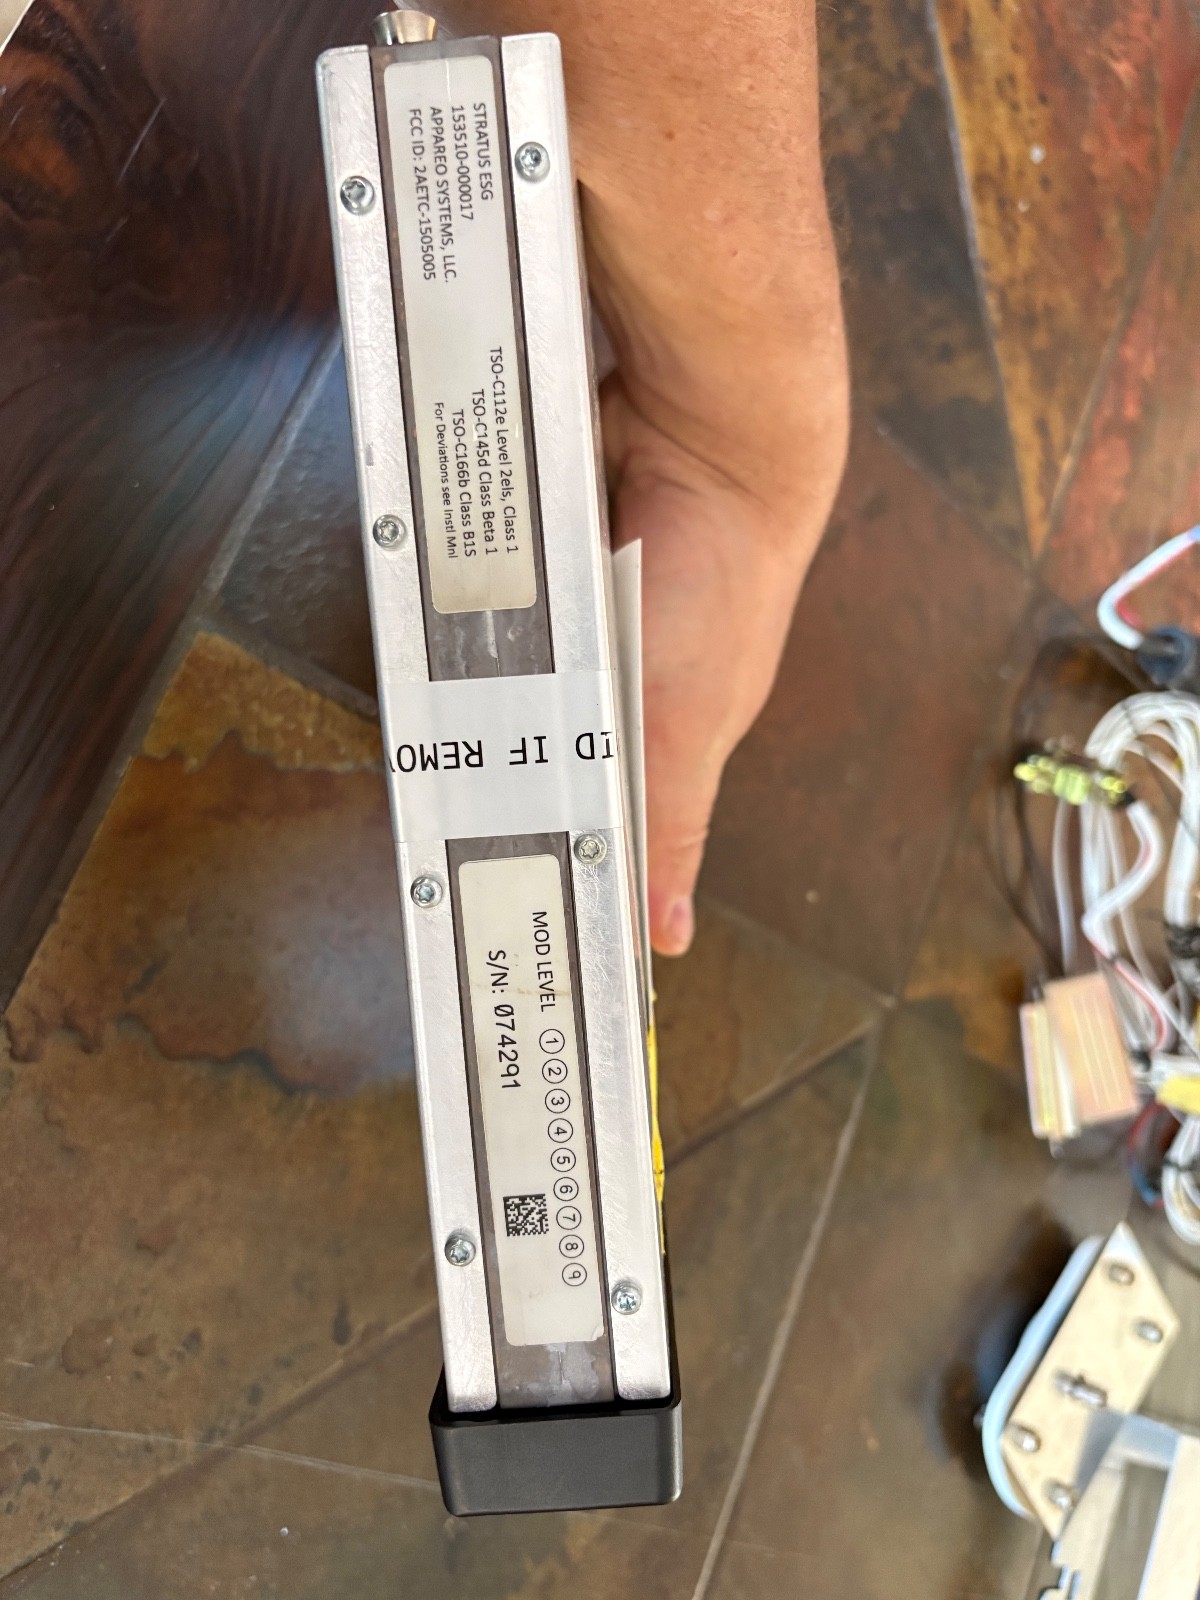 STRATUS ESG
153510-000017
APPAREO SYSTEMS, LLC.
FCC ID: 2AETC-1505005
TSO-C112e Level 2els, Class 1
TSO-C145d Class Beta 1
TSO-C166b Class B1S
For Deviations see Instl Mnl
ID IF REMO
MOD LEVEL 1 2 3 4 5 6 7 8 9
S/N: 074291